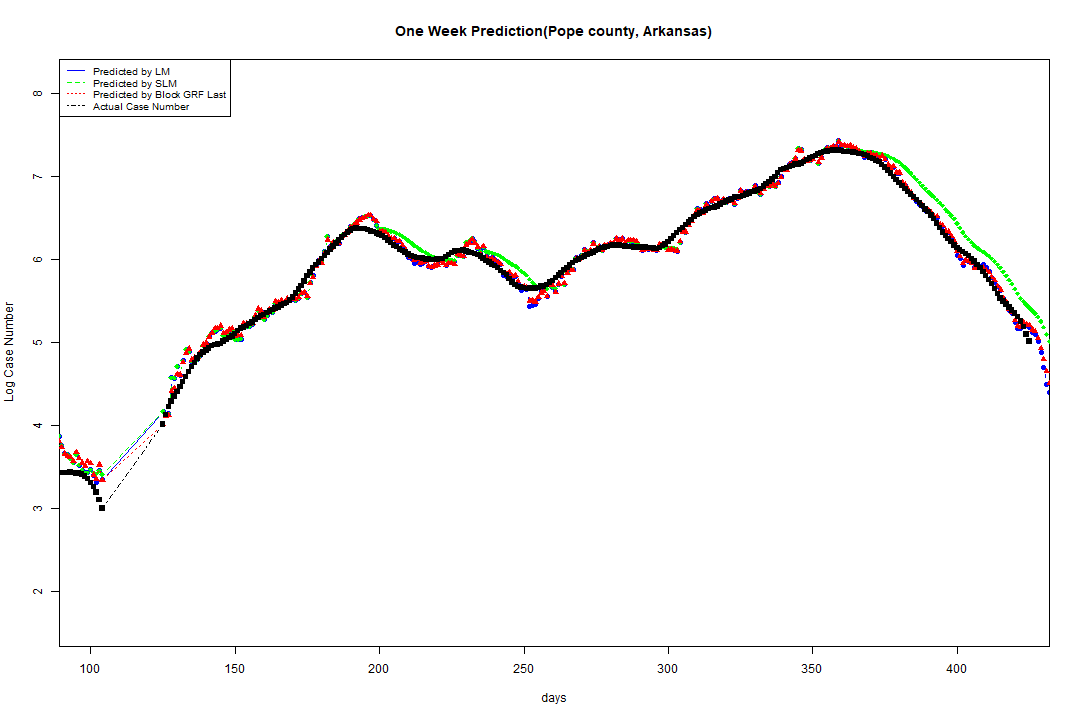 One Week Prediction(Pope county, Arkansas)
Predicted by LM
Predicted by SLM
Predicted by Block GRF Last
Actual Case Number
8
7
6
5
4
3
2
Log Case Number
100 150 200 250 300 350 400
days